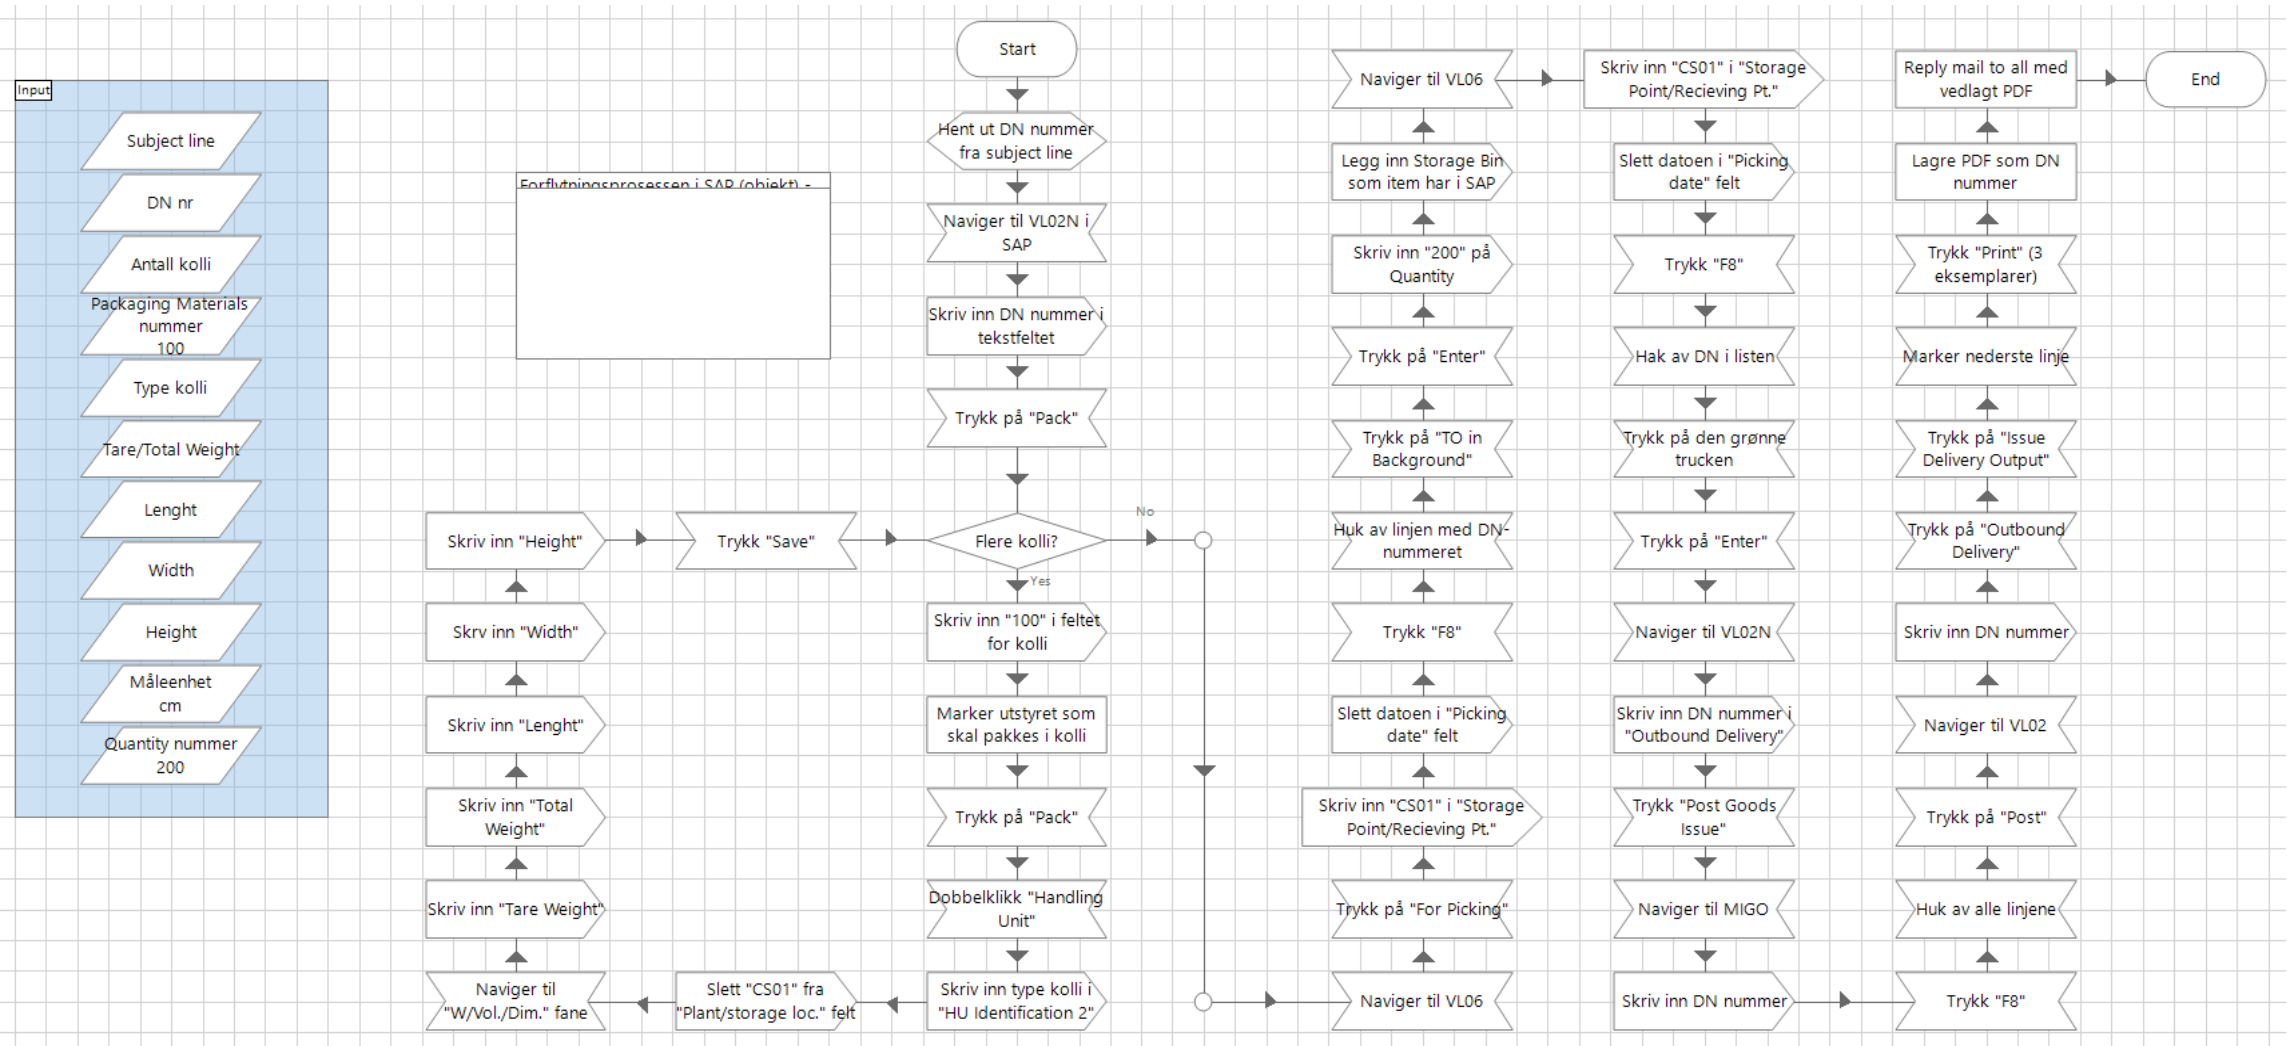 Input
Subject line
DN nr
Antall kolli
Packaging Materials
nummer
100
Type kolli
Tare/Total Weight
Lenght
Width
Height
Måleenhet
cm
Quantity nummer
200
Forflytningsprosessen i SAP (objekt) -
Start
Hent ut DN nummer
fra subject line
Naviger til VL02N i
SAP
Skriv inn DN nummer i
tekstfeltet
Trykk på "Pack"
Flere kolli?
No
Yes
Skriv inn "100" i feltet
for kolli
Marker utstyret som
skal pakkes i kolli
Trykk på "Pack"
Dobbelklikk "Handling
Unit"
Skriv inn type kolli i
"HU Identification 2"
Slett "CS01" fra
"Plant/storage loc." felt
Naviger til
"W/Vol./Dim." fane
Skriv inn "Tare Weight"
Skriv inn "Total
Weight"
Skriv inn "Lenght"
Skrv inn "Width"
Skriv inn "Height"
Trykk "Save"
Naviger til VL06
Trykk på "For Picking"
Skriv inn "CS01" i "Storage
Point/Recieving Pt."
Slett datoen i "Picking
date" felt
Trykk "F8"
Huk av linjen med DN-
nummeret
Trykk på "TO in
Background"
Trykk på "Enter"
Skriv inn "200" på
Quantity
Legg inn Storage Bin
som item har i SAP
Naviger til VL06
Skriv inn "CS01" i "Storage
Point/Recieving Pt."
Slett datoen i "Picking
date" felt
Trykk "F8"
Hak av DN i listen
Trykk på den grønne
trucken
Trykk på "Enter"
Naviger til VL02N
Skriv inn DN nummer i
"Outbound Delivery"
Trykk "Post Goods
Issue"
Naviger til MIGO
Skriv inn DN nummer
Trykk "F8"
Huk av alle linjene
Trykk på "Post"
Naviger til VL02
Skriv inn DN nummer
Trykk på "Outbound
Delivery"
Trykk på "Issue
Delivery Output"
Marker nederste linje
Trykk "Print" (3
eksemplarer)
Lagre PDF som DN
nummer
Reply mail to all med
vedlagt PDF
End